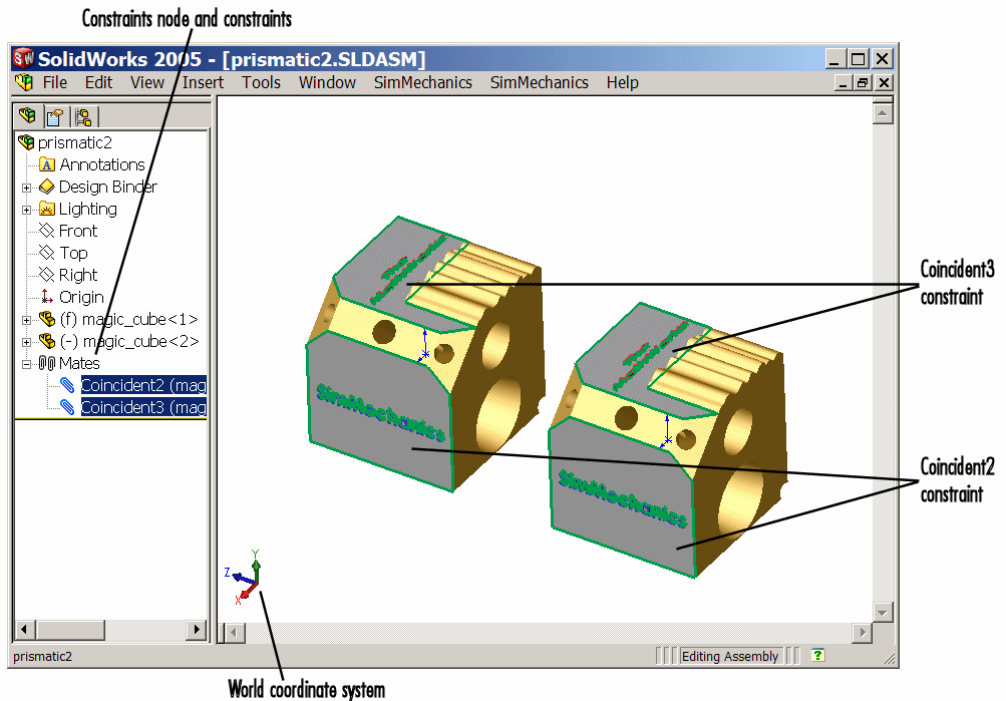 Constraints node and constraints
SolidWorks 2005 - [prismatic2.SLDASM]
File Edit View Insert Tools Window SimMechanics SimMechanics Help
prismatic2
A Annotations
Design Binder
Lighting
Front
Top
Right
Origin
(f) magic_cube<1>
(-) magic_cube<2>
Mates
Coincident2 (mag
Coincident3 (mag
Coincident3
constraint
SimMechanics
SimMechanics
Coincident2
constraint
Y
Z
X
prismatic2
Editing Assembly
?
World coordinate system